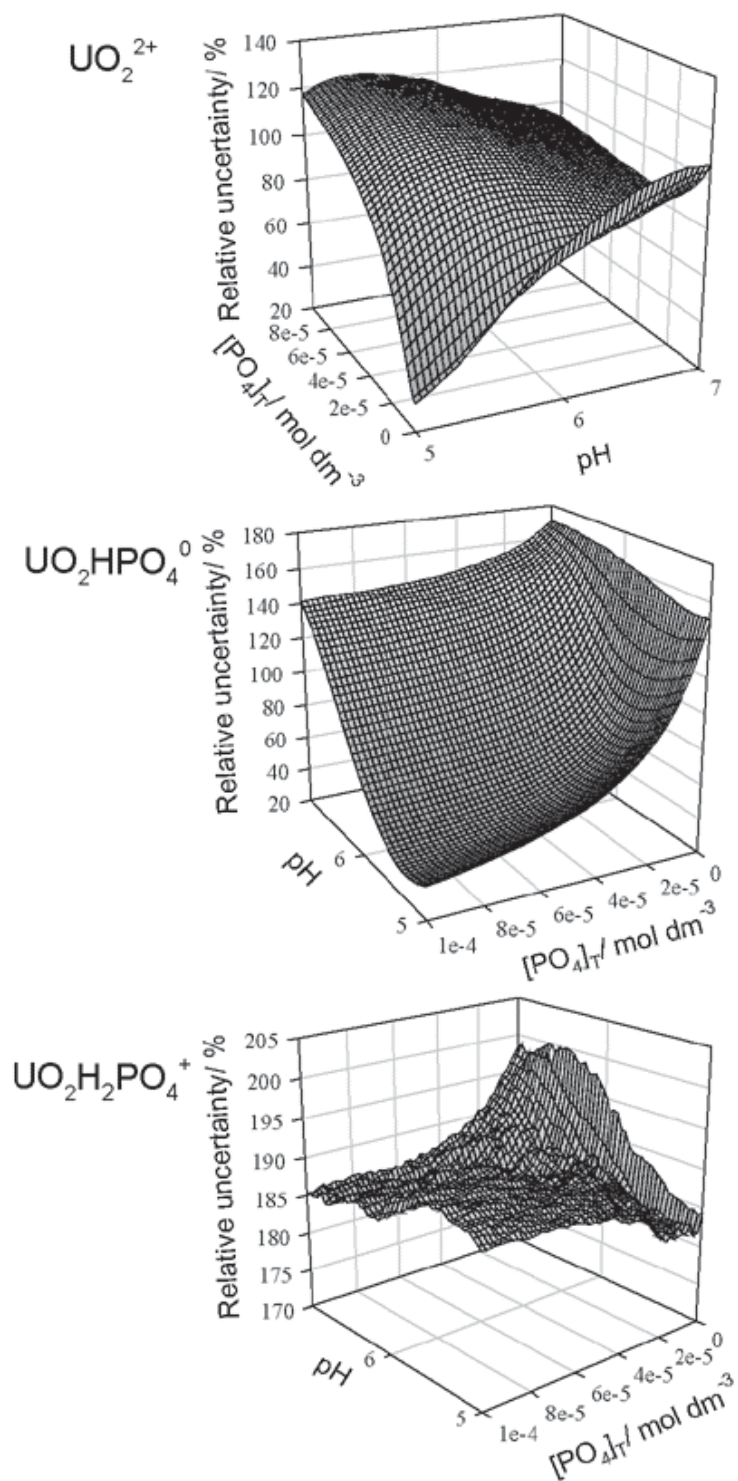 UO₂²⁺
Relative uncertainty/ %
140
120
100
80
60
40
20
8e-5
6e-5
4e-5
2e-5
0
[PO₄]T/ mol dm⁻³
5
6
7
pH
UO₂HPO₄⁰
Relative uncertainty/ %
180
160
140
120
100
80
60
40
20
6
5
pH
1e-4
8e-5
6e-5
4e-5
2e-5
0
[PO₄]T/ mol dm⁻³
UO₂H₂PO₄⁺
Relative uncertainty/ %
205
200
195
190
185
180
175
170
6
5
pH
1e-4
8e-5
6e-5
4e-5
2e-5
0
[PO₄]T/ mol dm⁻³